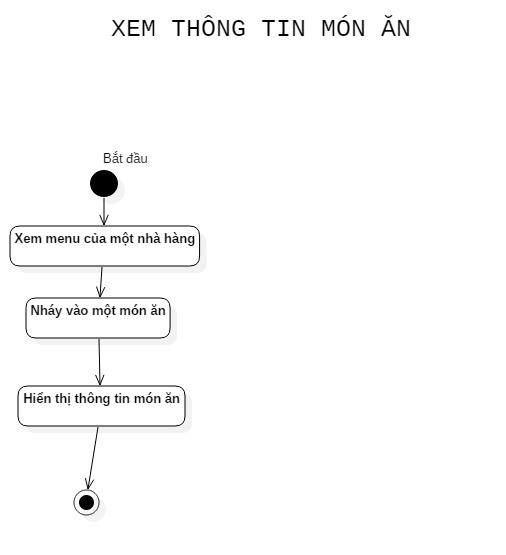 XEM THÔNG TIN MÓN ĂN
Bắt đầu
Xem menu của một nhà hàng
Nháy vào một món ăn
Hiển thị thông tin món ăn